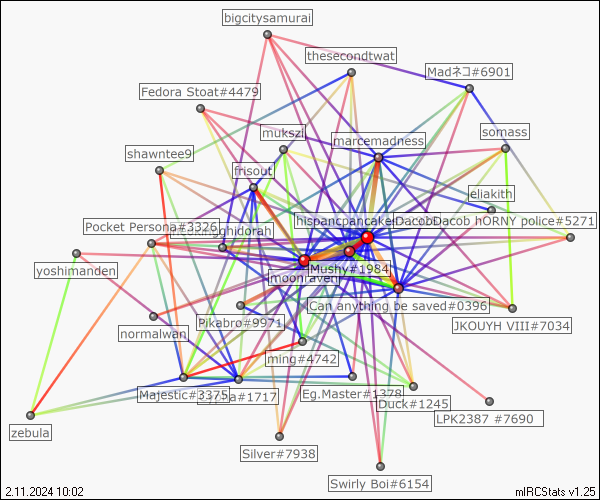 bigcitysamurai
thesecondtwat
Madネコ#6901
Fedora Stoat#4479
mukszi
marcemadness
somass
shawntee9
frisout
eliakith
hispancpancake
DacobDacob hORNY police#5271
Pocket Persona#3326
ghidorah
yoshimanden
Mushy#1984
moonraven
Can anything be saved#0396
normalwan
Pikabro#9971
JKOUYH VIII#7034
ming#4742
Majestic#3375
a#1717
Eg.Master#1378
Duck#1245
LPK2387 #7690
zebula
Silver#7938
Swirly Boi#6154
2.11.2024 10:02
mIRCStats v1.25